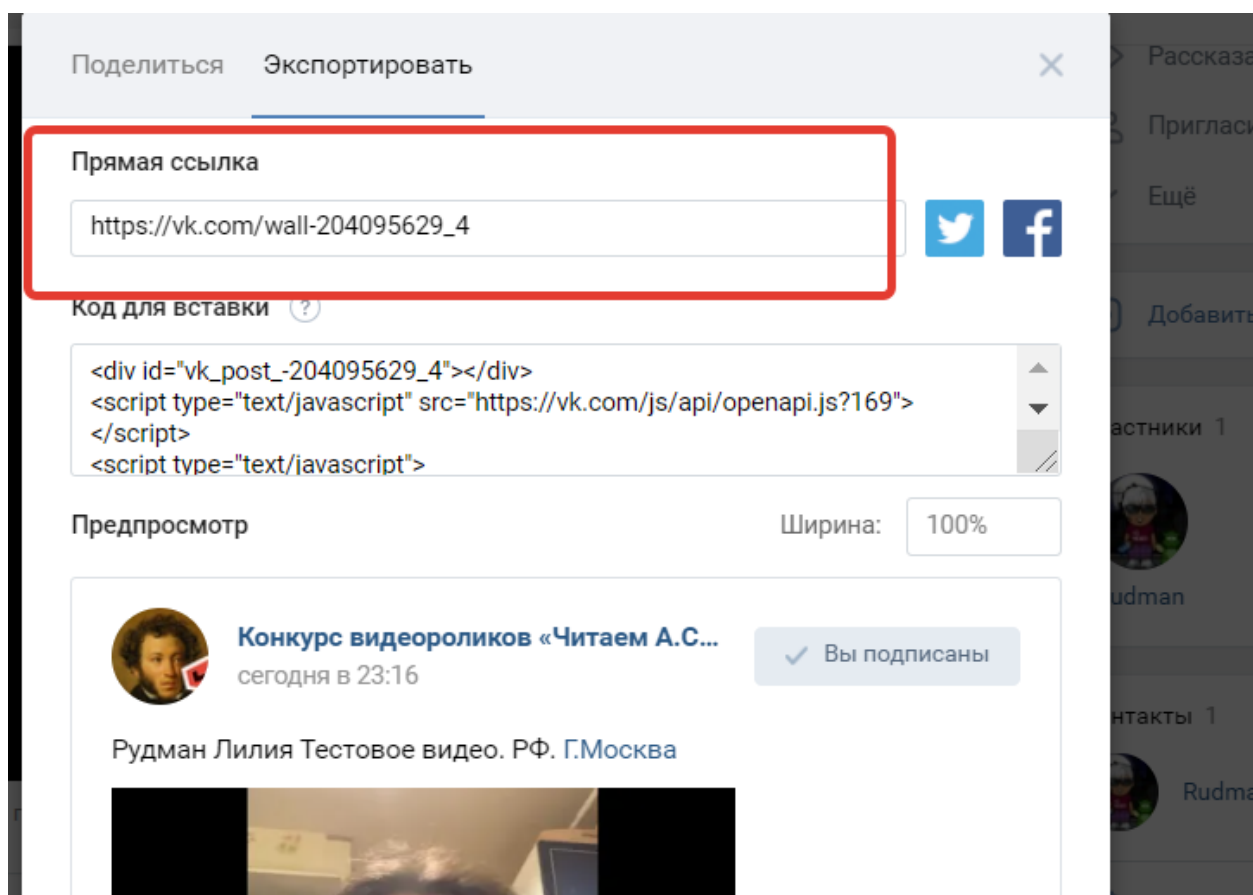 Поделиться Экспортировать
Прямая ссылка
https://vk.com/wall-204095629_4
Код для вставки ?
<div id="vk_post_-204095629_4"></div>
<script type="text/javascript" src="https://vk.com/js/api/openapi.js?169">
</script>
<script type="text/javascript">
Предпросмотр Ширина: 100%
Конкурс видеороликов «Читаем А.С...
Вы подписаны
сегодня в 23:16
Рудман Лилия Тестовое видео. РФ. Г.Москва
Рассказа
Пригласи
Ещё
Добавить
астники 1
udman
нтакты 1
Rudma